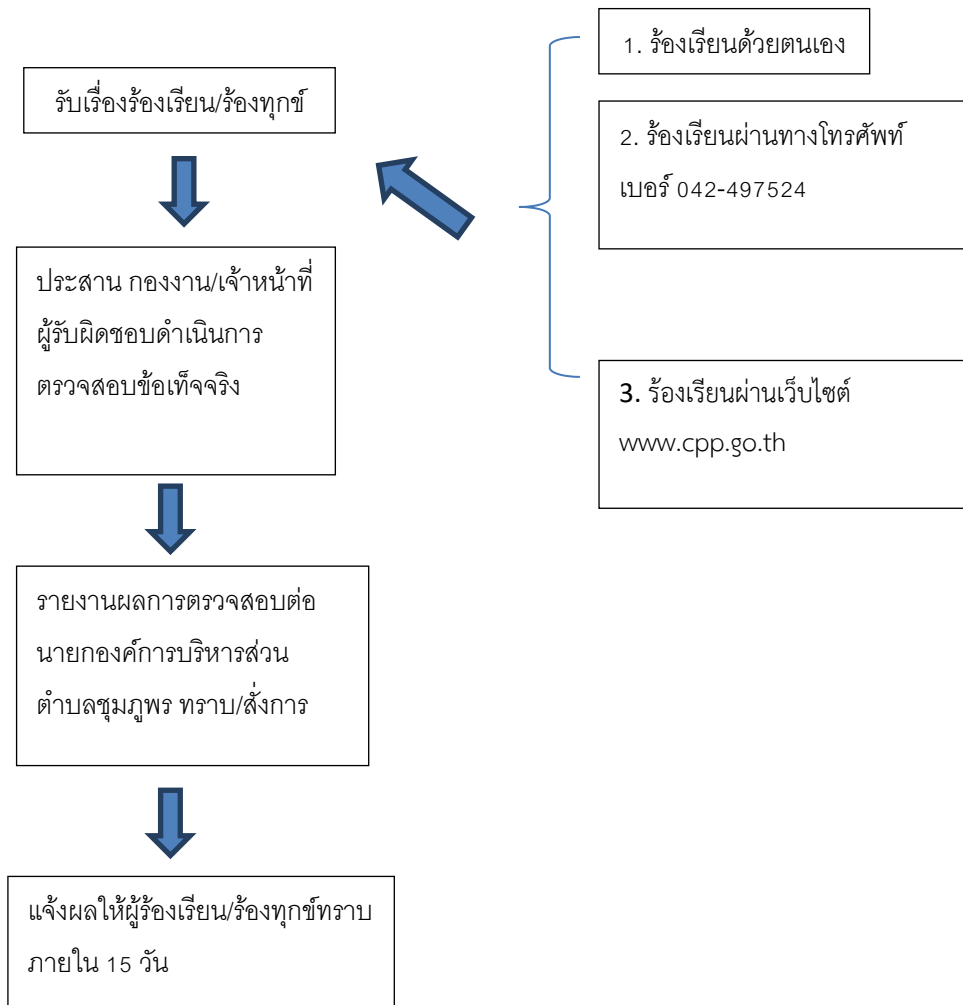 รับเรื่องร้องเรียน/ร้องทุกข์
1. ร้องเรียนด้วยตนเอง
2. ร้องเรียนผ่านทางโทรศัพท์
เบอร์ 042-497524
3. ร้องเรียนผ่านเว็บไซต์
www.cpp.go.th
ประสาน กองงาน/เจ้าหน้าที่
ผู้รับผิดชอบดำเนินการ
ตรวจสอบข้อเท็จจริง
รายงานผลการตรวจสอบต่อ
นายกองค์การบริหารส่วน
ตำบลชุมภูพร ทราบ/สั่งการ
แจ้งผลให้ผู้ร้องเรียน/ร้องทุกข์ทราบ
ภายใน 15 วัน